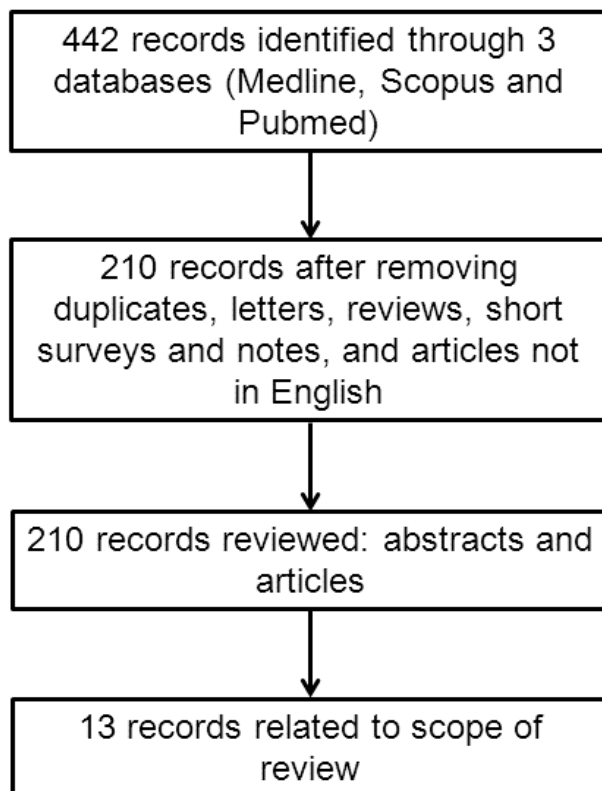 442 records identified through 3
databases (Medline, Scopus and
Pubmed)
210 records after removing
duplicates, letters, reviews, short
surveys and notes, and articles not
in English
210 records reviewed: abstracts and
articles
13 records related to scope of
review